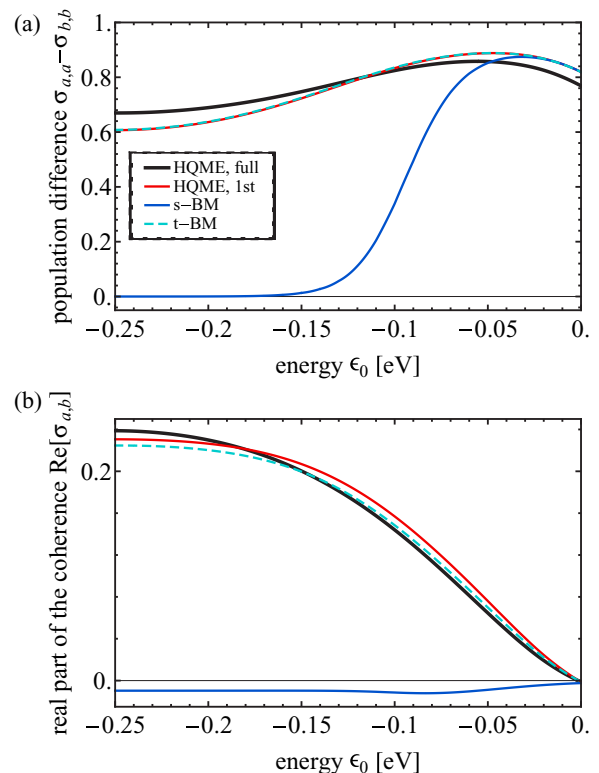 (a)
population difference σa,a−σb,b
1.
0.8
0.6
0.4
0.2
0.
HQME, full
HQME, 1st
s−BM
t−BM
−0.25 −0.2 −0.15 −0.1 −0.05 0.
energy ϵ0 [eV]
(b)
real part of the coherence Re[σa,b]
0.2
0.
−0.25 −0.2 −0.15 −0.1 −0.05 0.
energy ϵ0 [eV]